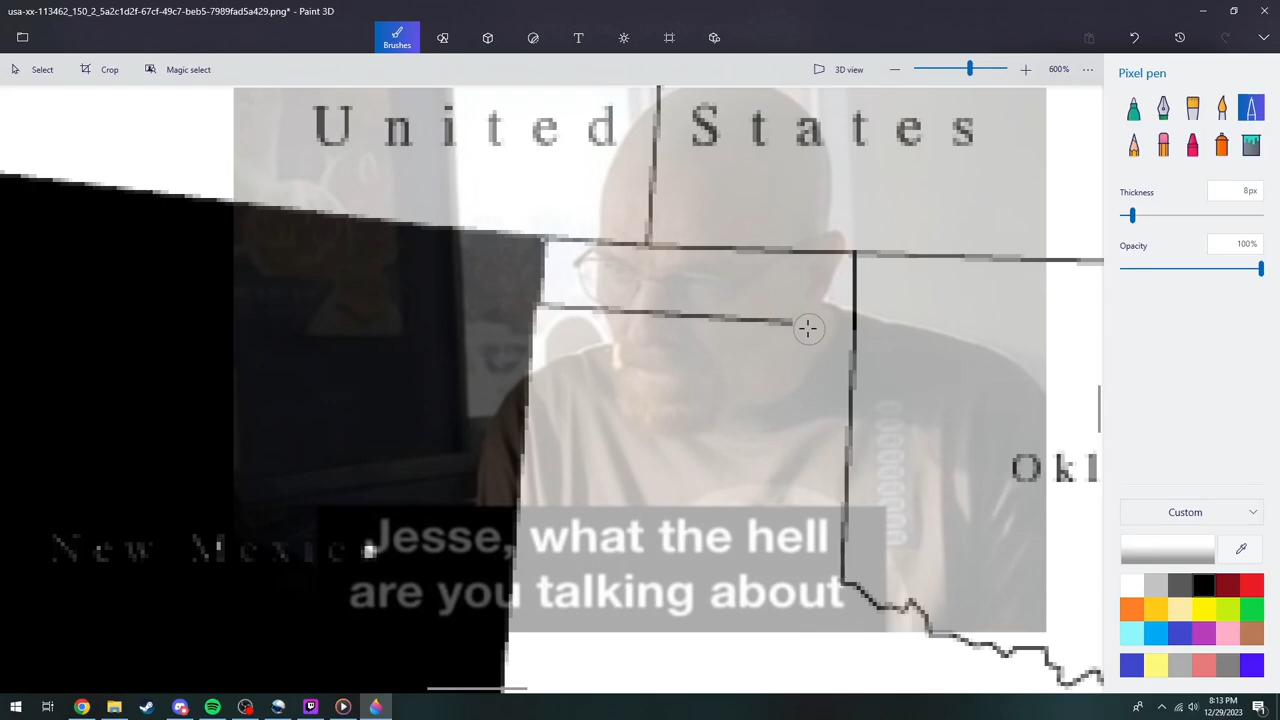 usa-xx-113462_150_2_5a2c1d2f-67cf-49c7-beb5-7989fad5a429.png* - Paint 3D
Brushes
Select
Crop
Magic select
3D view
600%
Pixel pen
Thickness
8px
Opacity
100%
Custom
United States
Okl
New Mexico
Jesse, what the hell
are you talking about
8:13 PM
12/29/2023